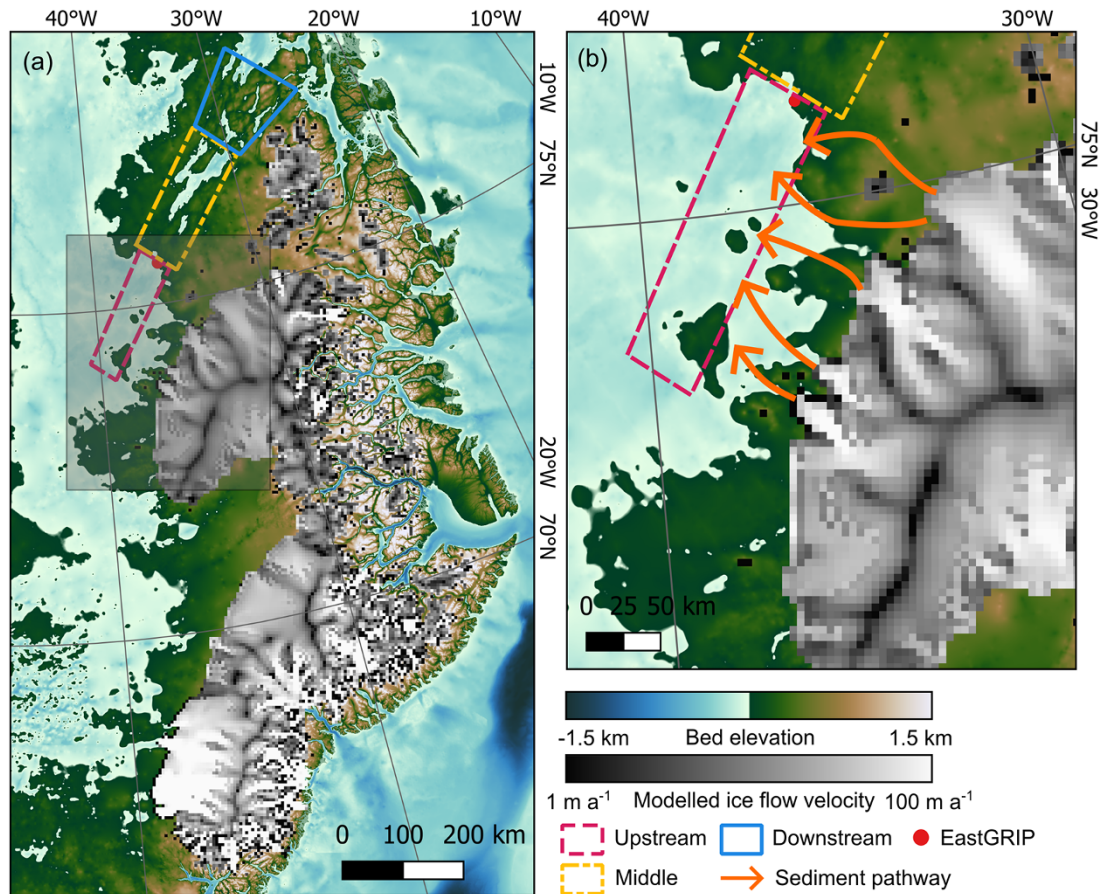 40°W 30°W 20°W 10°W
(a)
10°W
75°N
20°W
70°N
0 100 200 km
40°W 30°W
(b)
75°N
30°W
0 25 50 km
-1.5 km Bed elevation 1.5 km
1 m a⁻¹ Modelled ice flow velocity 100 m a⁻¹
Upstream Downstream EastGRIP
Middle Sediment pathway